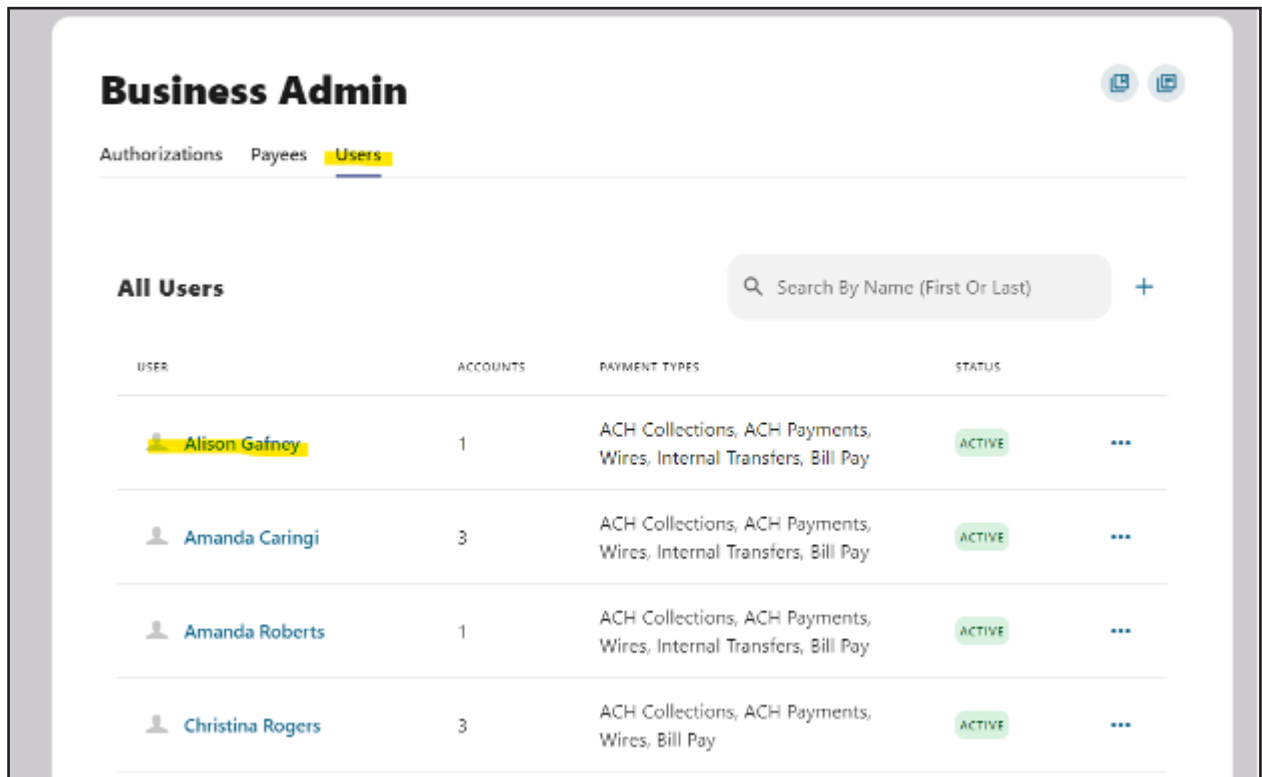 Business Admin
Authorizations Payees Users
All Users
Search By Name (First Or Last)
USER ACCOUNTS PAYMENT TYPES STATUS
Alison Gafney 1 ACH Collections, ACH Payments, ACTIVE
Wires, Internal Transfers, Bill Pay
Amanda Caringi 3 ACH Collections, ACH Payments, ACTIVE
Wires, Internal Transfers, Bill Pay
Amanda Roberts 1 ACH Collections, ACH Payments, ACTIVE
Wires, Internal Transfers, Bill Pay
Christina Rogers 3 ACH Collections, ACH Payments, ACTIVE
Wires, Bill Pay